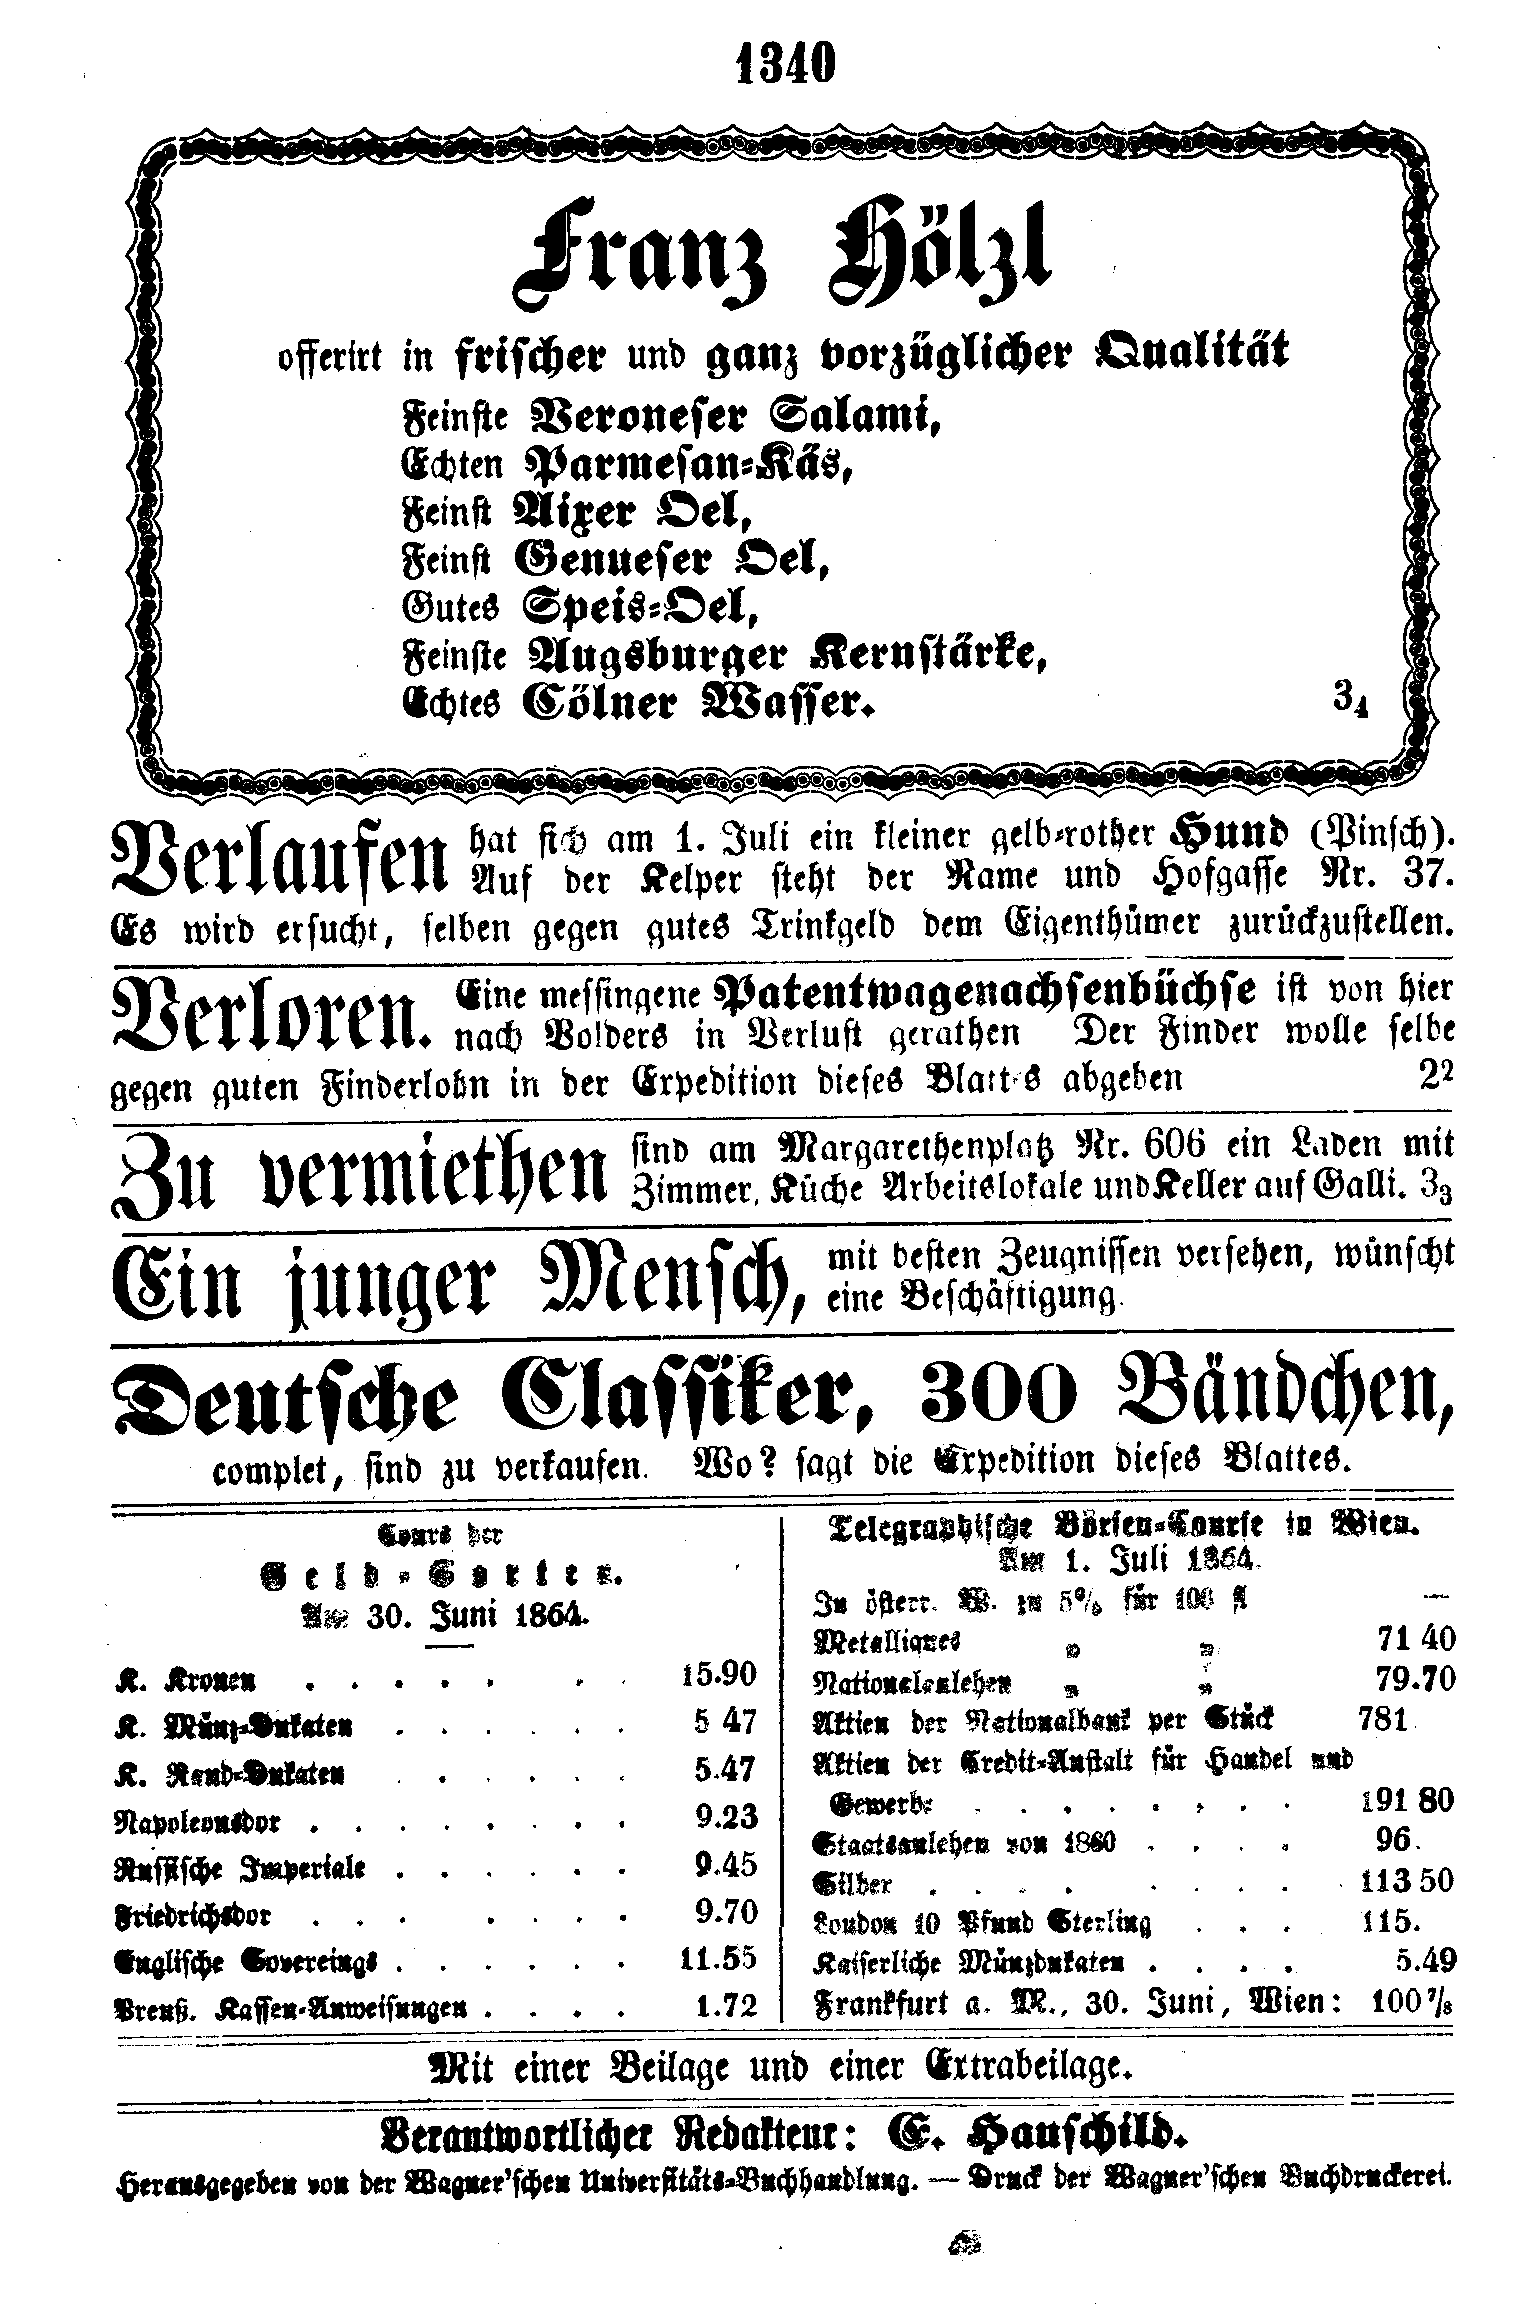 1340
Franz Hölzl
offerirt in frischer und ganz vorzüglicher Qualität
Feinste Veroneser Salami,
Echten Parmesan-Käs,
Feinst Aixer Oel,
Feinst Genueser Oel,
Gutes Speis-Oel,
Feinste Augsburger Kernstärke,
Echtes Cölner Wasser. 34
Verlaufen hat sich am 1. Juli ein kleiner gelb-rother Hund (Pinsch).
Auf der Kelper steht der Name und Hofgasse Nr. 37.
Es wird ersucht, selben gegen gutes Trinkgeld dem Eigenthümer zurückzustellen.
Verloren. Eine messingene Patentwagenachsenbüchse ist von hier
nach Volders in Verlust gerathen Der Finder wolle selbe
gegen guten Finderlohn in der Expedition dieses Blattes abgeben 22
Zu vermiethen sind am Margarethenplatz Nr. 606 ein Laden mit
Zimmer, Küche Arbeitslokale und Keller auf Galli. 33
Ein junger Mensch, mit besten Zeugnissen versehen, wünscht
eine Beschäftigung.
Deutsche Classiker, 300 Bändchen,
complet, sind zu verkaufen. Wo? sagt die Expedition dieses Blattes.
Cours der
Geld-Sorten.
Am 30. Juni 1864.
K. Kronen . . . . . . . 15.90
K. Münz-Dukaten . . . . . . 5 47
K. Rand-Dukaten . . . . . . 5.47
Napoleonsdor . . . . . . . . 9.23
Russische Imperiale . . . . . . 9.45
Friedrichsdor . . . . . . . 9.70
Englische Sovereings . . . . . . 11.55
Preuß. Kassen-Anweisungen . . . . 1.72
Telegraphische Börsen-Course in Wien.
Am 1. Juli 1864.
In österr. W. zu 5% für 100 fl —
Metalliques „ „ 71 40
Nationalanlehen „ „ 79.70
Aktien der Nationalbank per Stück 781
Aktien der Credit-Anstalt für Handel und
Gewerbe . . . . . . . . 191 80
Staatsanlehen von 1860 . . . . 96.
Silber . . . . . . . . 113 50
London 10 Pfund Sterling . . . 115.
Kaiserliche Münzdukaten . . . . 5.49
Frankfurt a. M., 30. Juni, Wien: 100 7/8
Mit einer Beilage und einer Extrabeilage.
Verantwortlicher Redakteur: E. Hauschild.
Herausgegeben von der Wagner'schen Universitäts-Buchhandlung. — Druck der Wagner'schen Buchdruckerei.